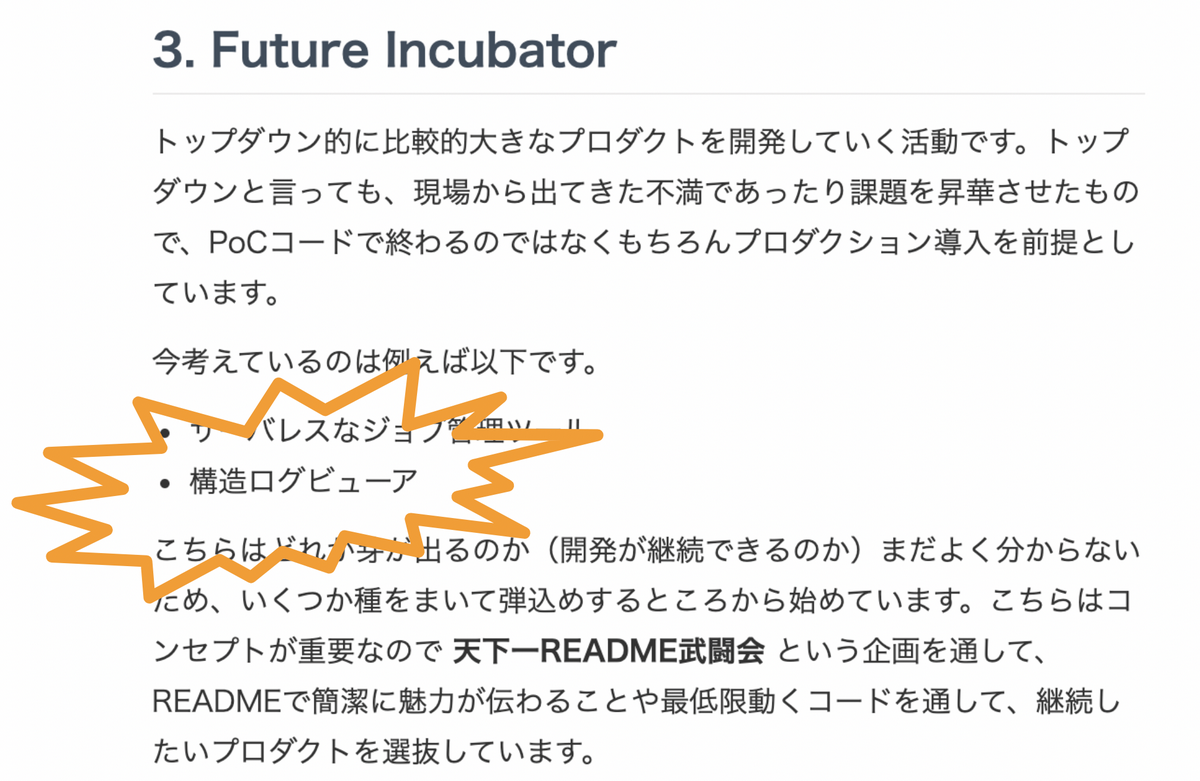 3. Future Incubator
トップダウン的に比較的大きなプロダクトを開発していく活動です。トップ
ダウンと言っても、現場から出てきた不満であったり課題を昇華させたもの
で、PoCコードで終わるのではなくもちろんプロダクション導入を前提とし
ています。
今考えているのは例えば以下です。
• サーバレスなジョブ管理ツール
• 構造ログビューア
こちらはどれか芽が出るのか（開発が継続できるのか）まだよく分からない
ため、いくつか種をまいて弾込めするところから始めています。こちらはコ
ンセプトが重要なので 天下一README武闘会 という企画を通して、
READMEで簡潔に魅力が伝わることや最低限動くコードを通して、継続し
たいプロダクトを選抜しています。